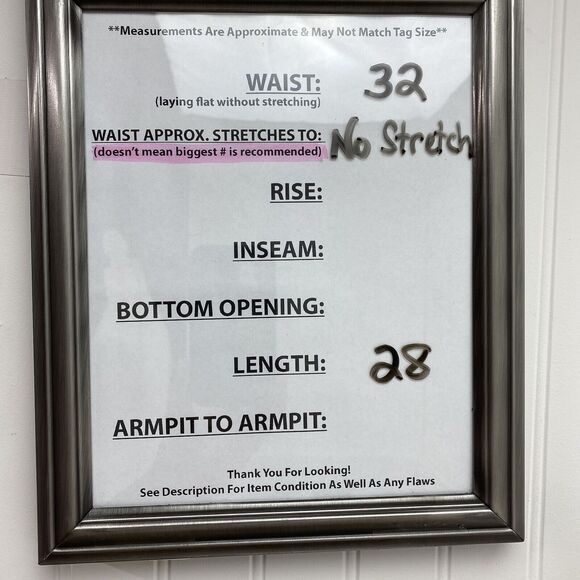 **Measurements Are Approximate & May Not Match Tag Size**
WAIST: 32
(laying flat without stretching)
WAIST APPROX. STRETCHES TO: No Stretch
(doesn't mean biggest # is recommended)
RISE:
INSEAM:
BOTTOM OPENING:
LENGTH: 28
ARMPIT TO ARMPIT:
Thank You For Looking!
See Description For Item Condition As Well As Any Flaws